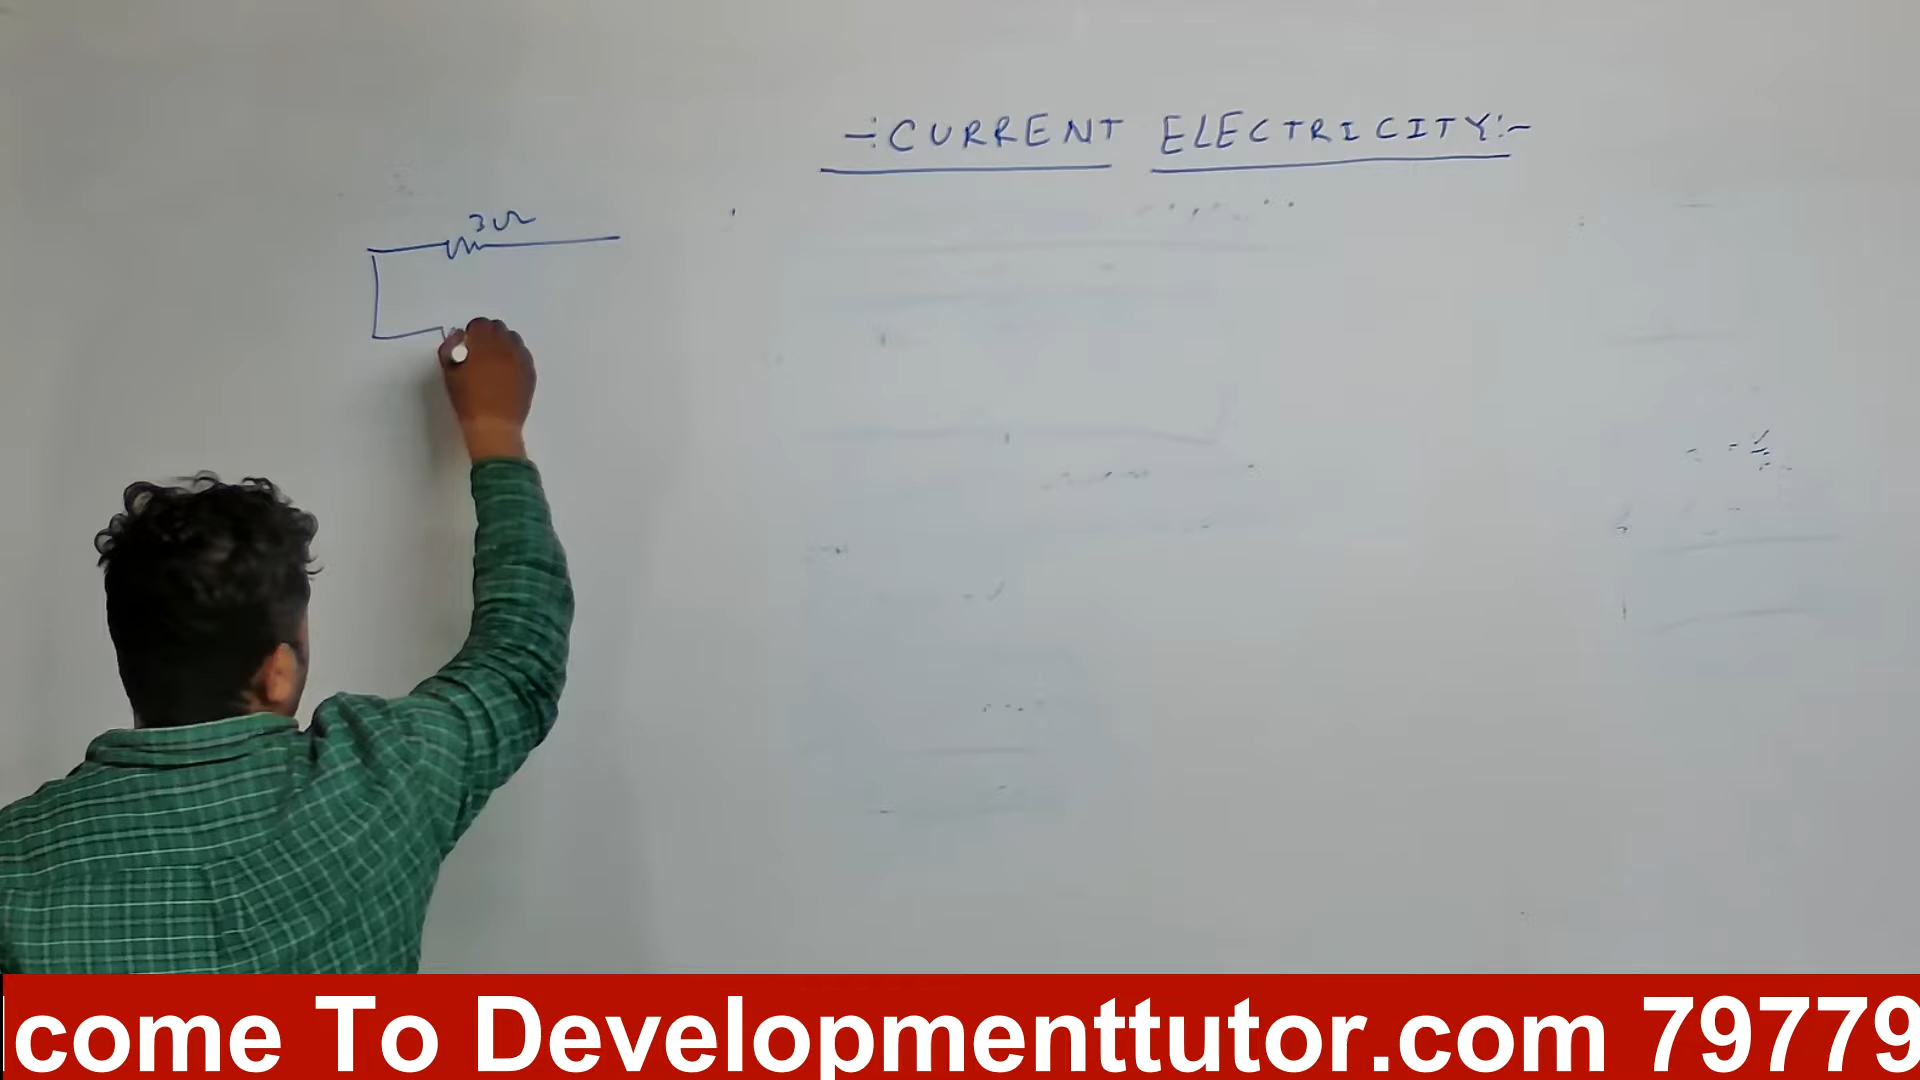 -:CURRENT ELECTRICITY:-
3Ω
come To Developmenttutor.com 79779